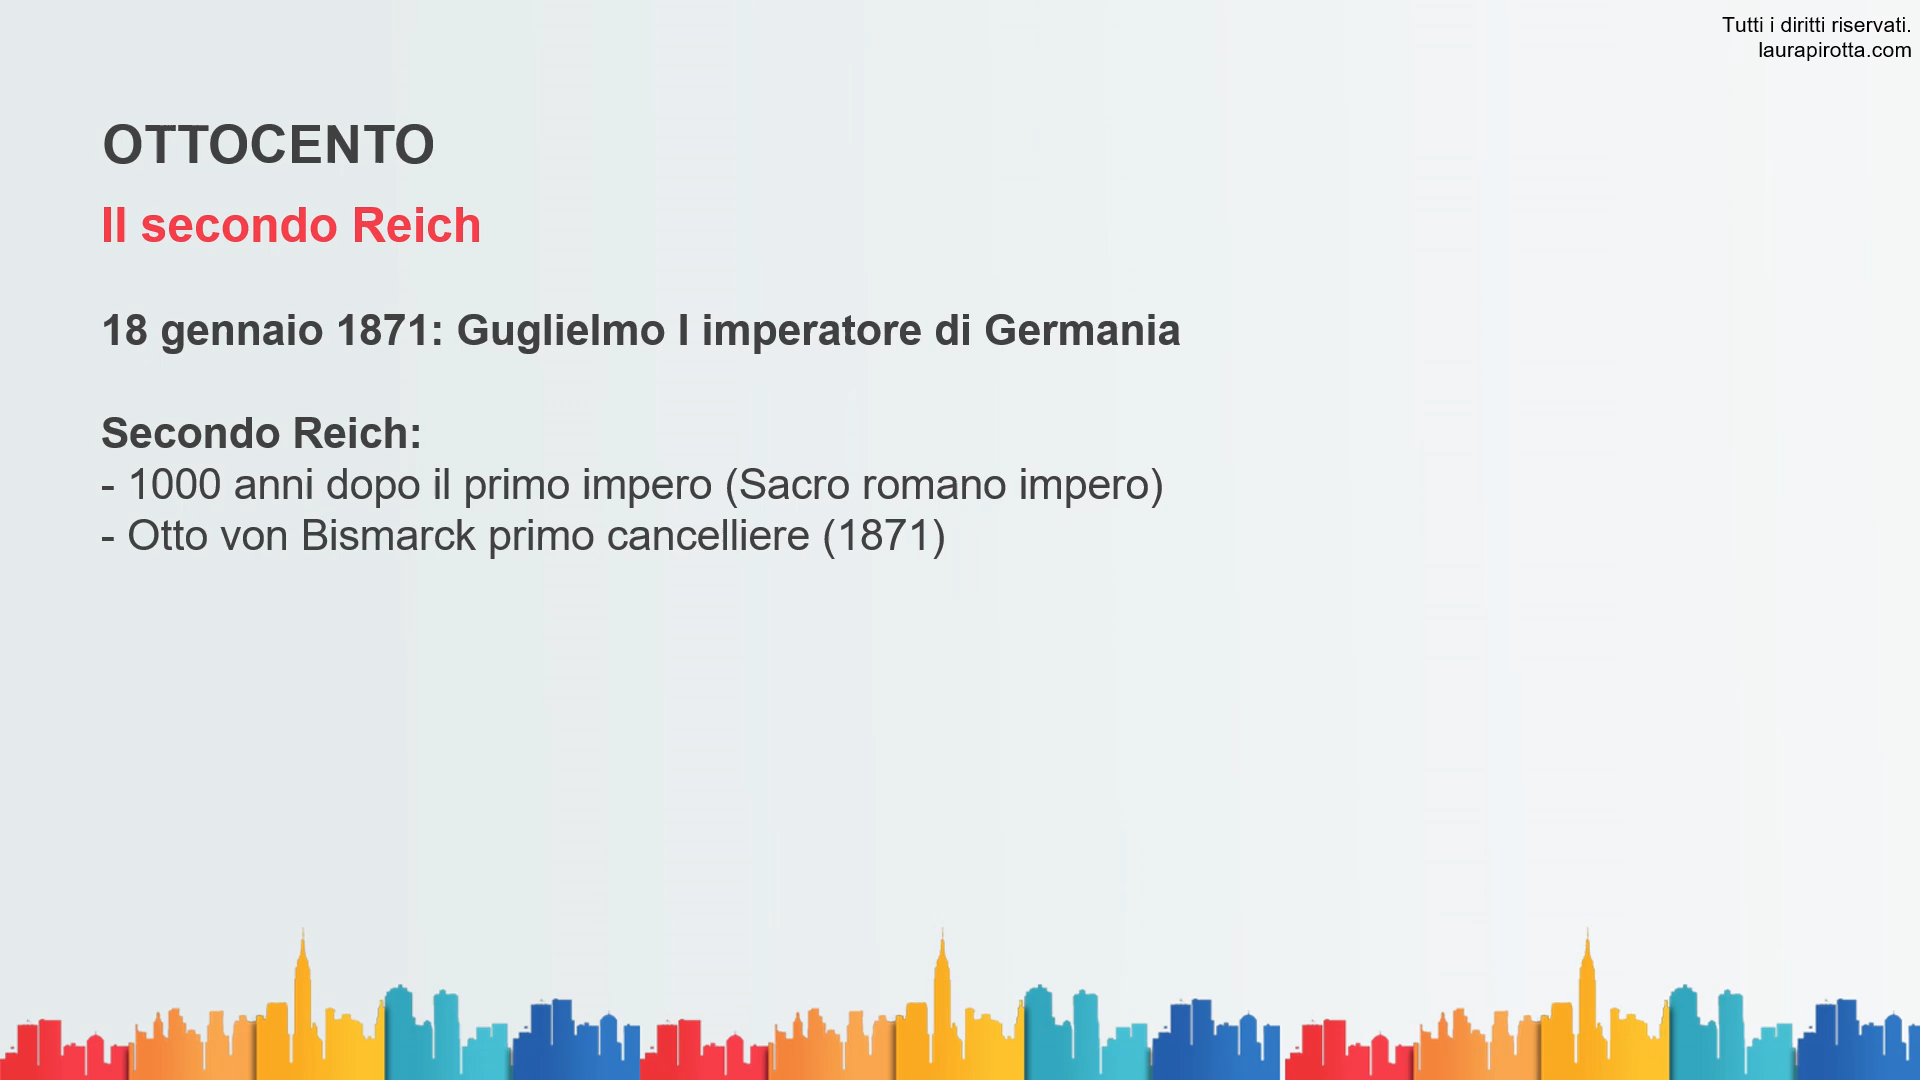 Tutti i diritti riservati.
laurapirotta.com
OTTOCENTO
Il secondo Reich
18 gennaio 1871: Guglielmo I imperatore di Germania
Secondo Reich:
- 1000 anni dopo il primo impero (Sacro romano impero)
- Otto von Bismarck primo cancelliere (1871)